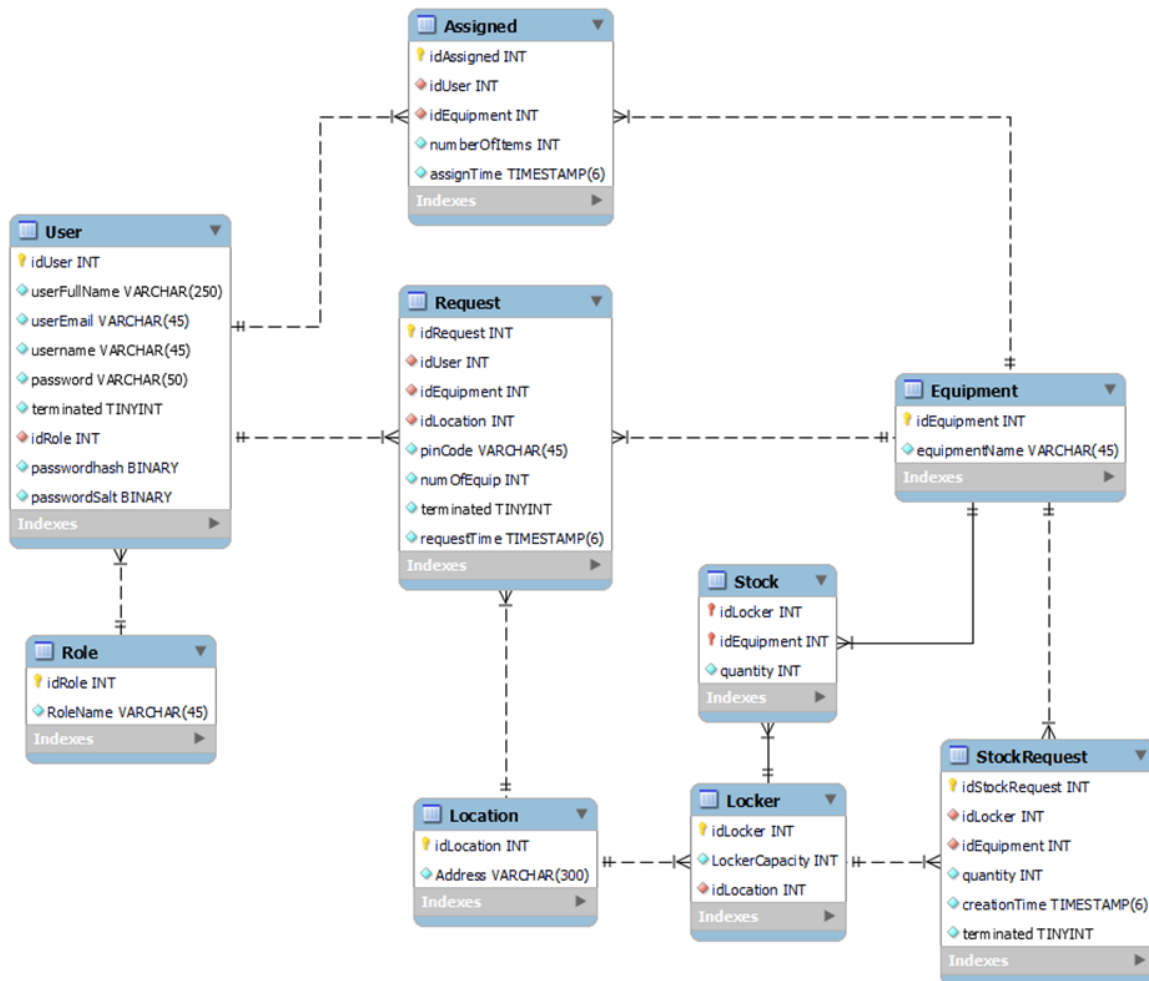 Assigned
idAssigned INT
idUser INT
idEquipment INT
numberOfItems INT
assignTime TIMESTAMP(6)
Indexes
User
idUser INT
userFullName VARCHAR(250)
userEmail VARCHAR(45)
username VARCHAR(45)
password VARCHAR(50)
terminated TINYINT
idRole INT
passwordhash BINARY
passwordSalt BINARY
Indexes
Request
idRequest INT
idUser INT
idEquipment INT
idLocation INT
pinCode VARCHAR(45)
numOfEquip INT
terminated TINYINT
requestTime TIMESTAMP(6)
Indexes
Equipment
idEquipment INT
equipmentName VARCHAR(45)
Indexes
Stock
idLocker INT
idEquipment INT
quantity INT
Indexes
Role
idRole INT
RoleName VARCHAR(45)
Indexes
Location
idLocation INT
Address VARCHAR(300)
Indexes
Locker
idLocker INT
LockerCapacity INT
idLocation INT
Indexes
StockRequest
idStockRequest INT
idLocker INT
idEquipment INT
quantity INT
creationTime TIMESTAMP(6)
terminated TINYINT
Indexes